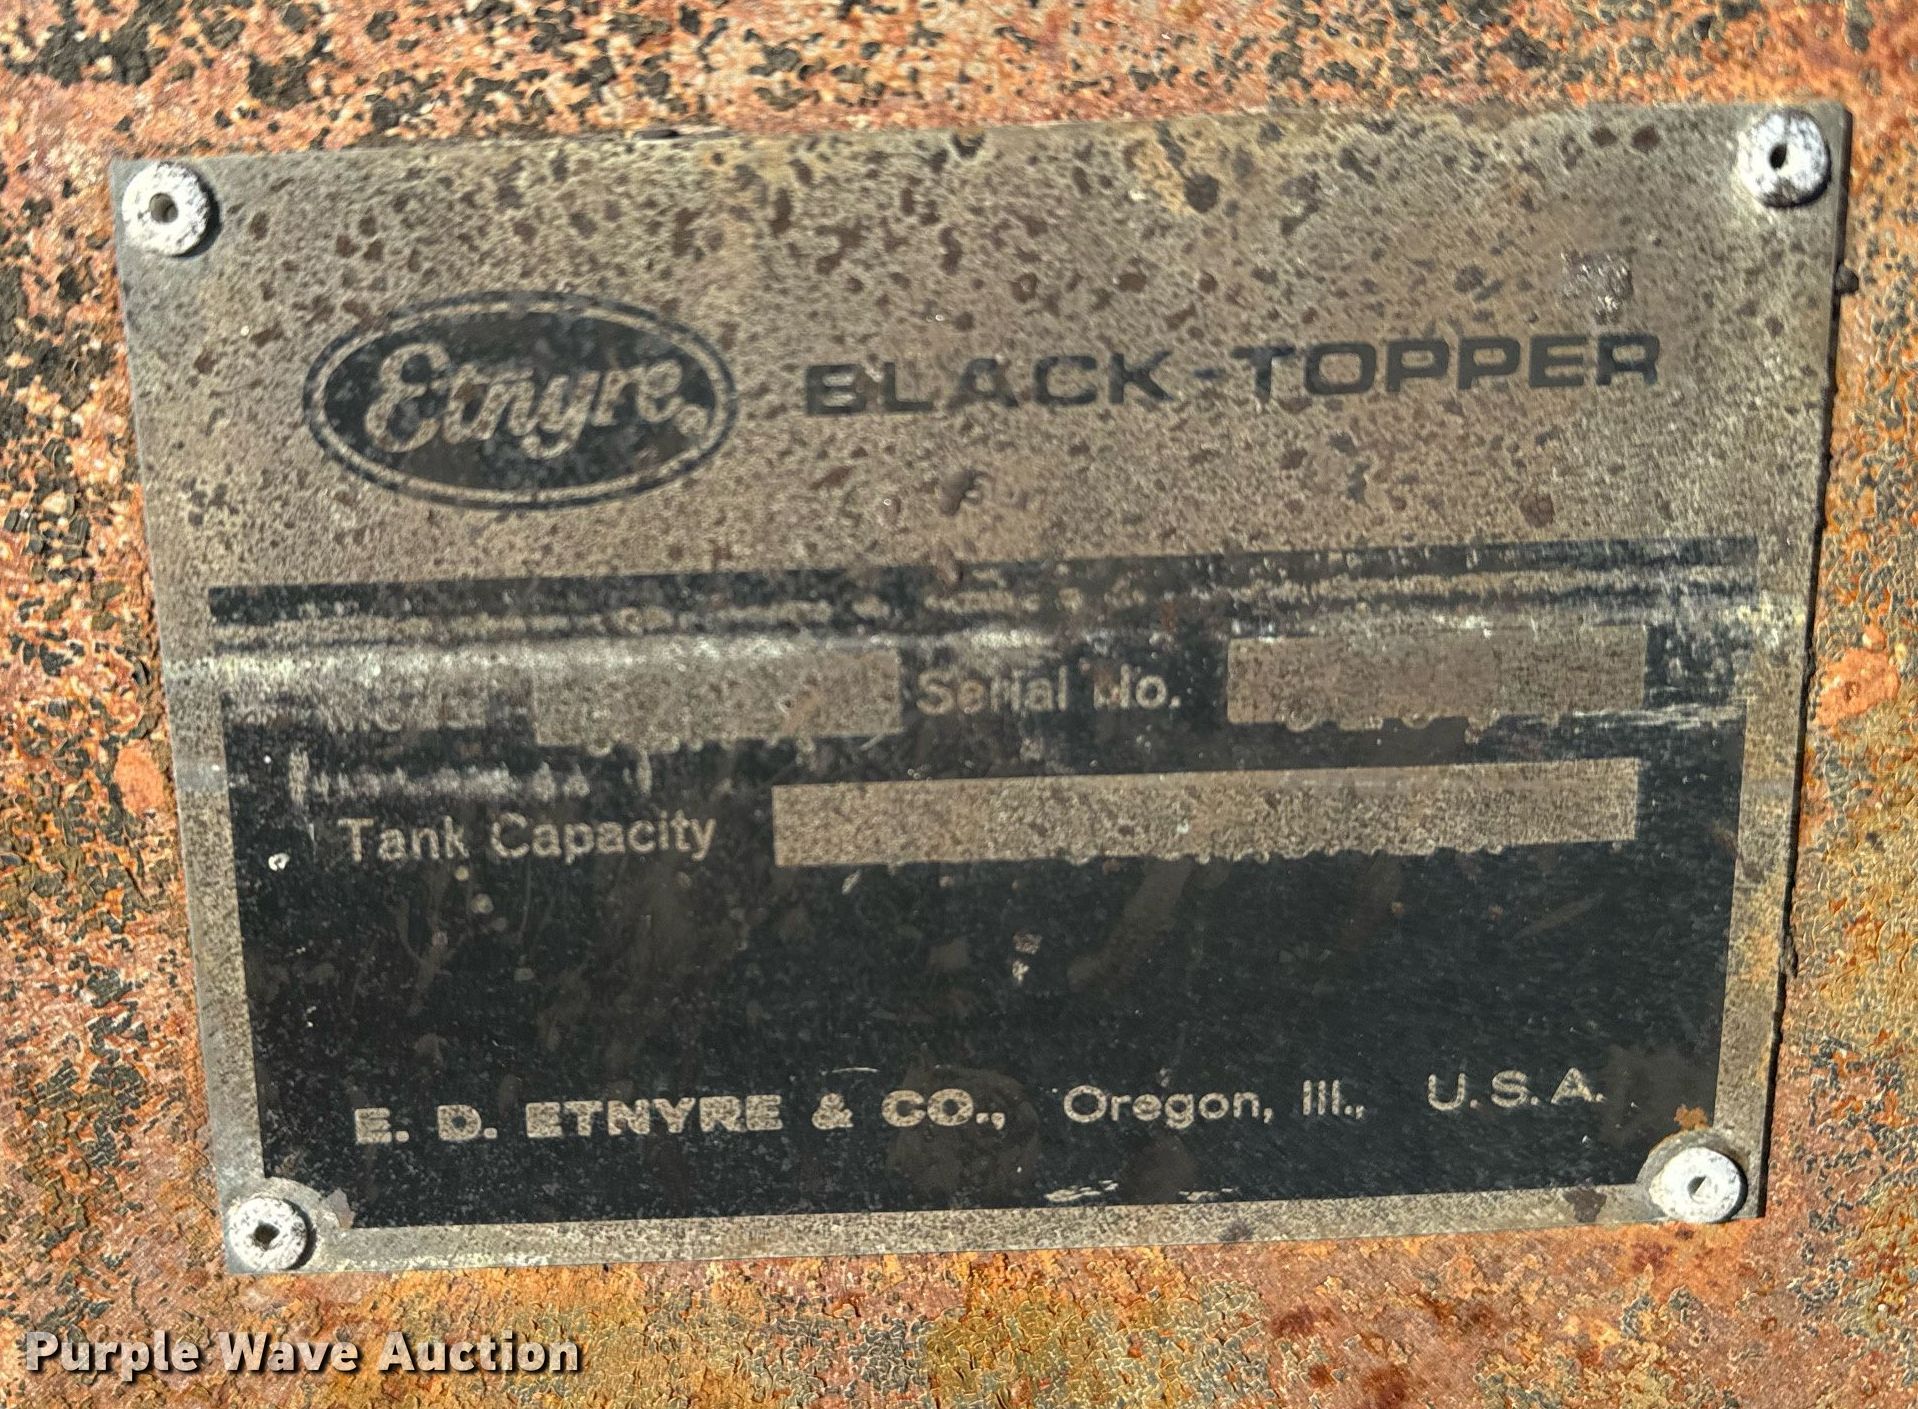 Etnyre BLACK-TOPPER
Serial No.
Tank Capacity
E. D. ETNYRE & CO., Oregon, Ill., U.S.A.
Purple Wave Auction